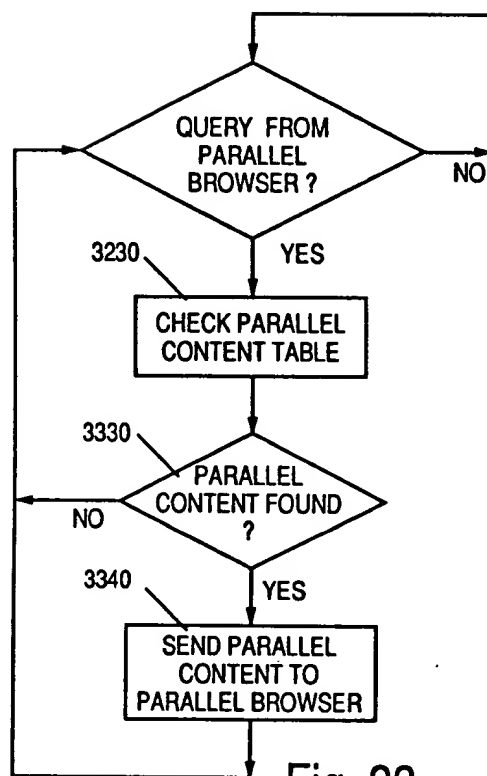 QUERY FROM
PARALLEL
BROWSER ?
NO
YES
3230
CHECK PARALLEL
CONTENT TABLE
3330
PARALLEL
CONTENT FOUND
?
NO
YES
3340
SEND PARALLEL
CONTENT TO
PARALLEL BROWSER